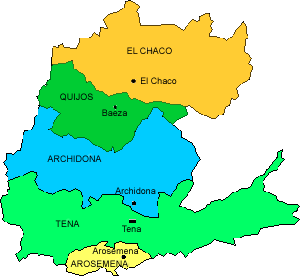 EL CHACO
El Chaco
QUIJOS
Baeza
ARCHIDONA
Archidona
TENA
Tena
Arosemena
AROSEMENA